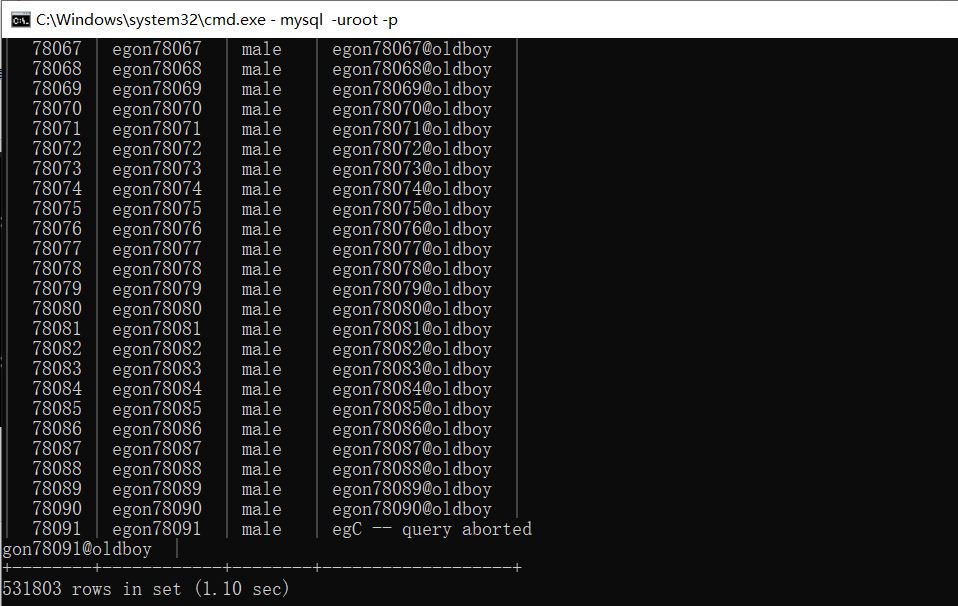 C:\Windows\system32\cmd.exe - mysql  -uroot -p
| 78067 | egon78067 | male | egon78067@oldboy |
| 78068 | egon78068 | male | egon78068@oldboy |
| 78069 | egon78069 | male | egon78069@oldboy |
| 78070 | egon78070 | male | egon78070@oldboy |
| 78071 | egon78071 | male | egon78071@oldboy |
| 78072 | egon78072 | male | egon78072@oldboy |
| 78073 | egon78073 | male | egon78073@oldboy |
| 78074 | egon78074 | male | egon78074@oldboy |
| 78075 | egon78075 | male | egon78075@oldboy |
| 78076 | egon78076 | male | egon78076@oldboy |
| 78077 | egon78077 | male | egon78077@oldboy |
| 78078 | egon78078 | male | egon78078@oldboy |
| 78079 | egon78079 | male | egon78079@oldboy |
| 78080 | egon78080 | male | egon78080@oldboy |
| 78081 | egon78081 | male | egon78081@oldboy |
| 78082 | egon78082 | male | egon78082@oldboy |
| 78083 | egon78083 | male | egon78083@oldboy |
| 78084 | egon78084 | male | egon78084@oldboy |
| 78085 | egon78085 | male | egon78085@oldboy |
| 78086 | egon78086 | male | egon78086@oldboy |
| 78087 | egon78087 | male | egon78087@oldboy |
| 78088 | egon78088 | male | egon78088@oldboy |
| 78089 | egon78089 | male | egon78089@oldboy |
| 78090 | egon78090 | male | egon78090@oldboy |
| 78091 | egon78091 | male | egC -- query aborted
gon78091@oldboy |
+--------+------------+--------+-------------------+
531803 rows in set (1.10 sec)